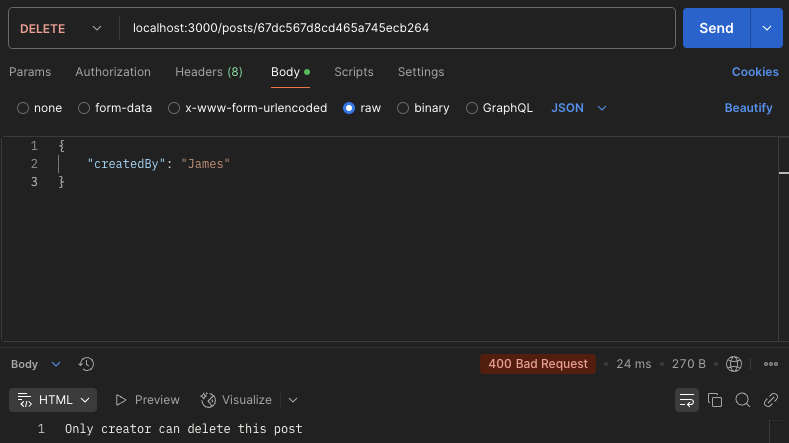 DELETE localhost:3000/posts/67dc567d8cd465a745ecb264 Send
Params Authorization Headers (8) Body Scripts Settings Cookies
none form-data x-www-form-urlencoded raw binary GraphQL JSON Beautify
1 {
2 "createdBy": "James"
3 }
Body 400 Bad Request 24 ms 270 B
HTML Preview Visualize
1 Only creator can delete this post